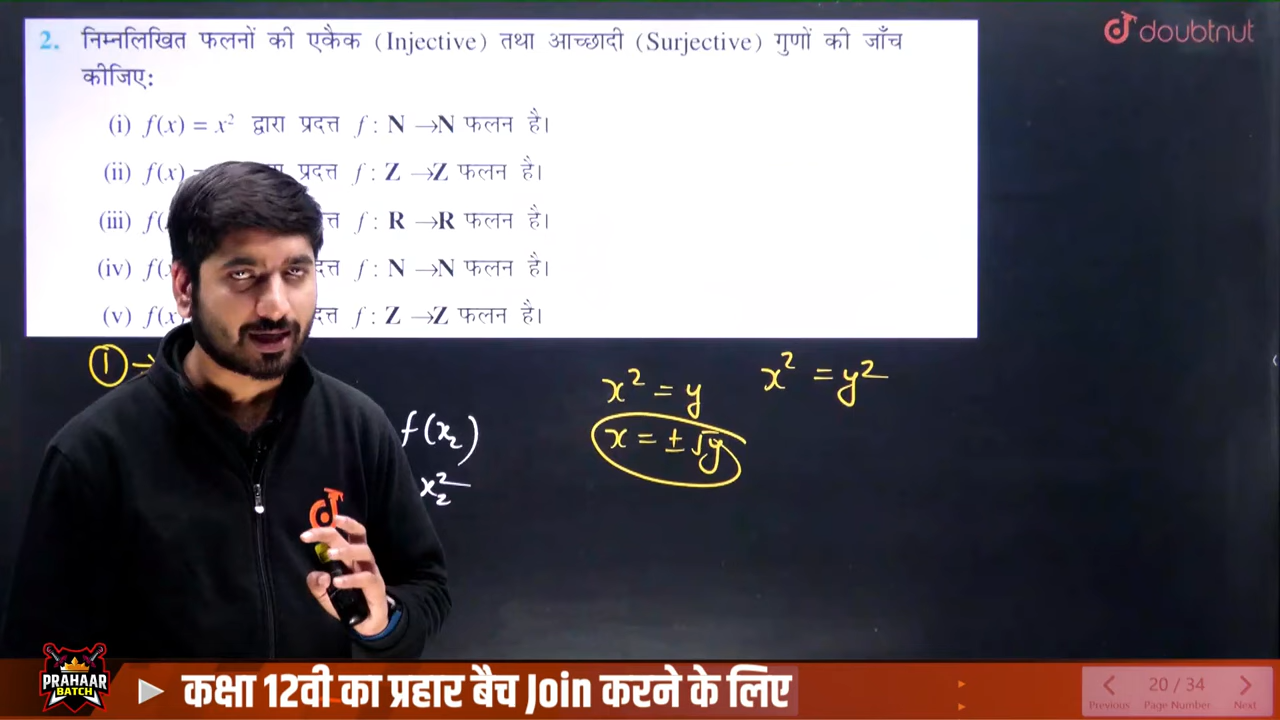 2. निम्नलिखित फलनों की एकैक (Injective) तथा आच्छादी (Surjective) गुणों की जाँच
कीजिए:
(i) f(x) = x² द्वारा प्रदत्त f : N →N फलन है।
(ii) f(x) प्रदत्त f : Z →Z फलन है।
(iii) f( f : R →R फलन है।
(iv) f( f : N →N फलन है।
(v) f(x f : Z →Z फलन है।
doubtnut
① →
x² = y
x² = y²
f(x₂)
x = ± √y
x₂²
PRAHAAR
BATCH
कक्षा 12वी का प्रहार बैच Join करने के लिए
20 / 34
Previous Page Number Next